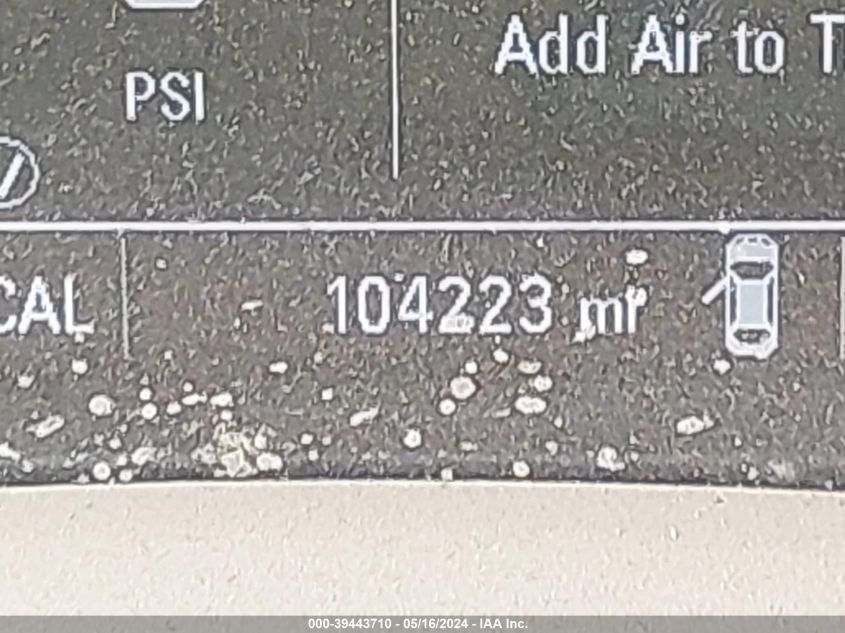 Add Air to T
PSI
CAL
104223 mi
000-39443710 - 05/16/2024 - IAA Inc.